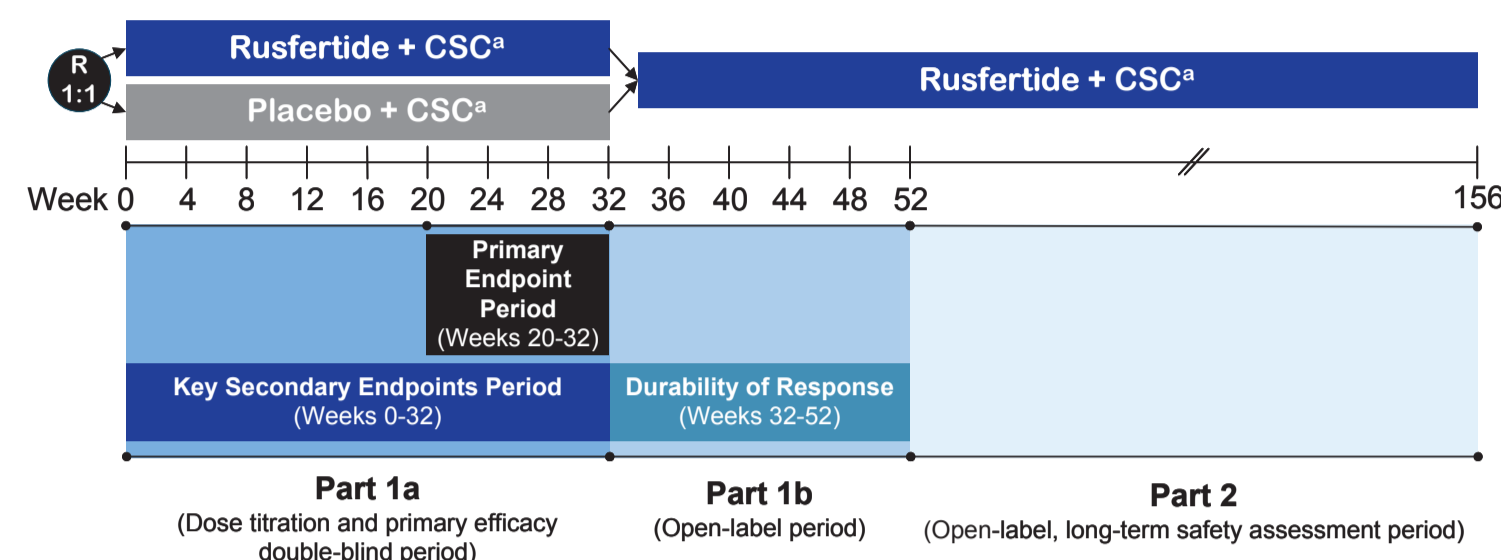 R
1:1
Rusfertide + CSCa
Placebo + CSCa
Rusfertide + CSCa
Week 0 4 8 12 16 20 24 28 32 36 40 44 48 52 156
Primary
Endpoint
Period
(Weeks 20-32)
Key Secondary Endpoints Period
(Weeks 0-32)
Durability of Response
(Weeks 32-52)
Part 1a
(Dose titration and primary efficacy
double-blind period)
Part 1b
(Open-label period)
Part 2
(Open-label, long-term safety assessment period)